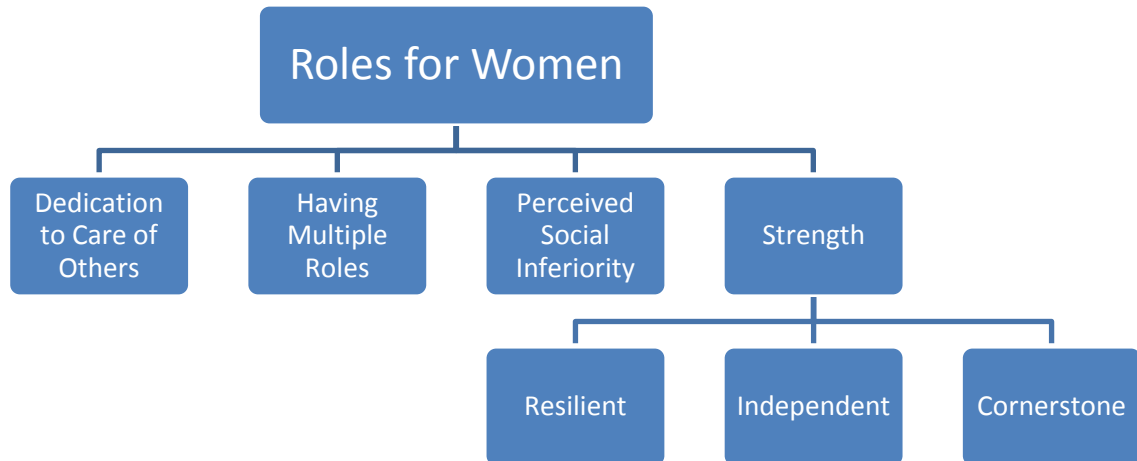 Roles for Women
Dedication
to Care of
Others
Having
Multiple
Roles
Perceived
Social
Inferiority
Strength
Resilient
Independent
Cornerstone